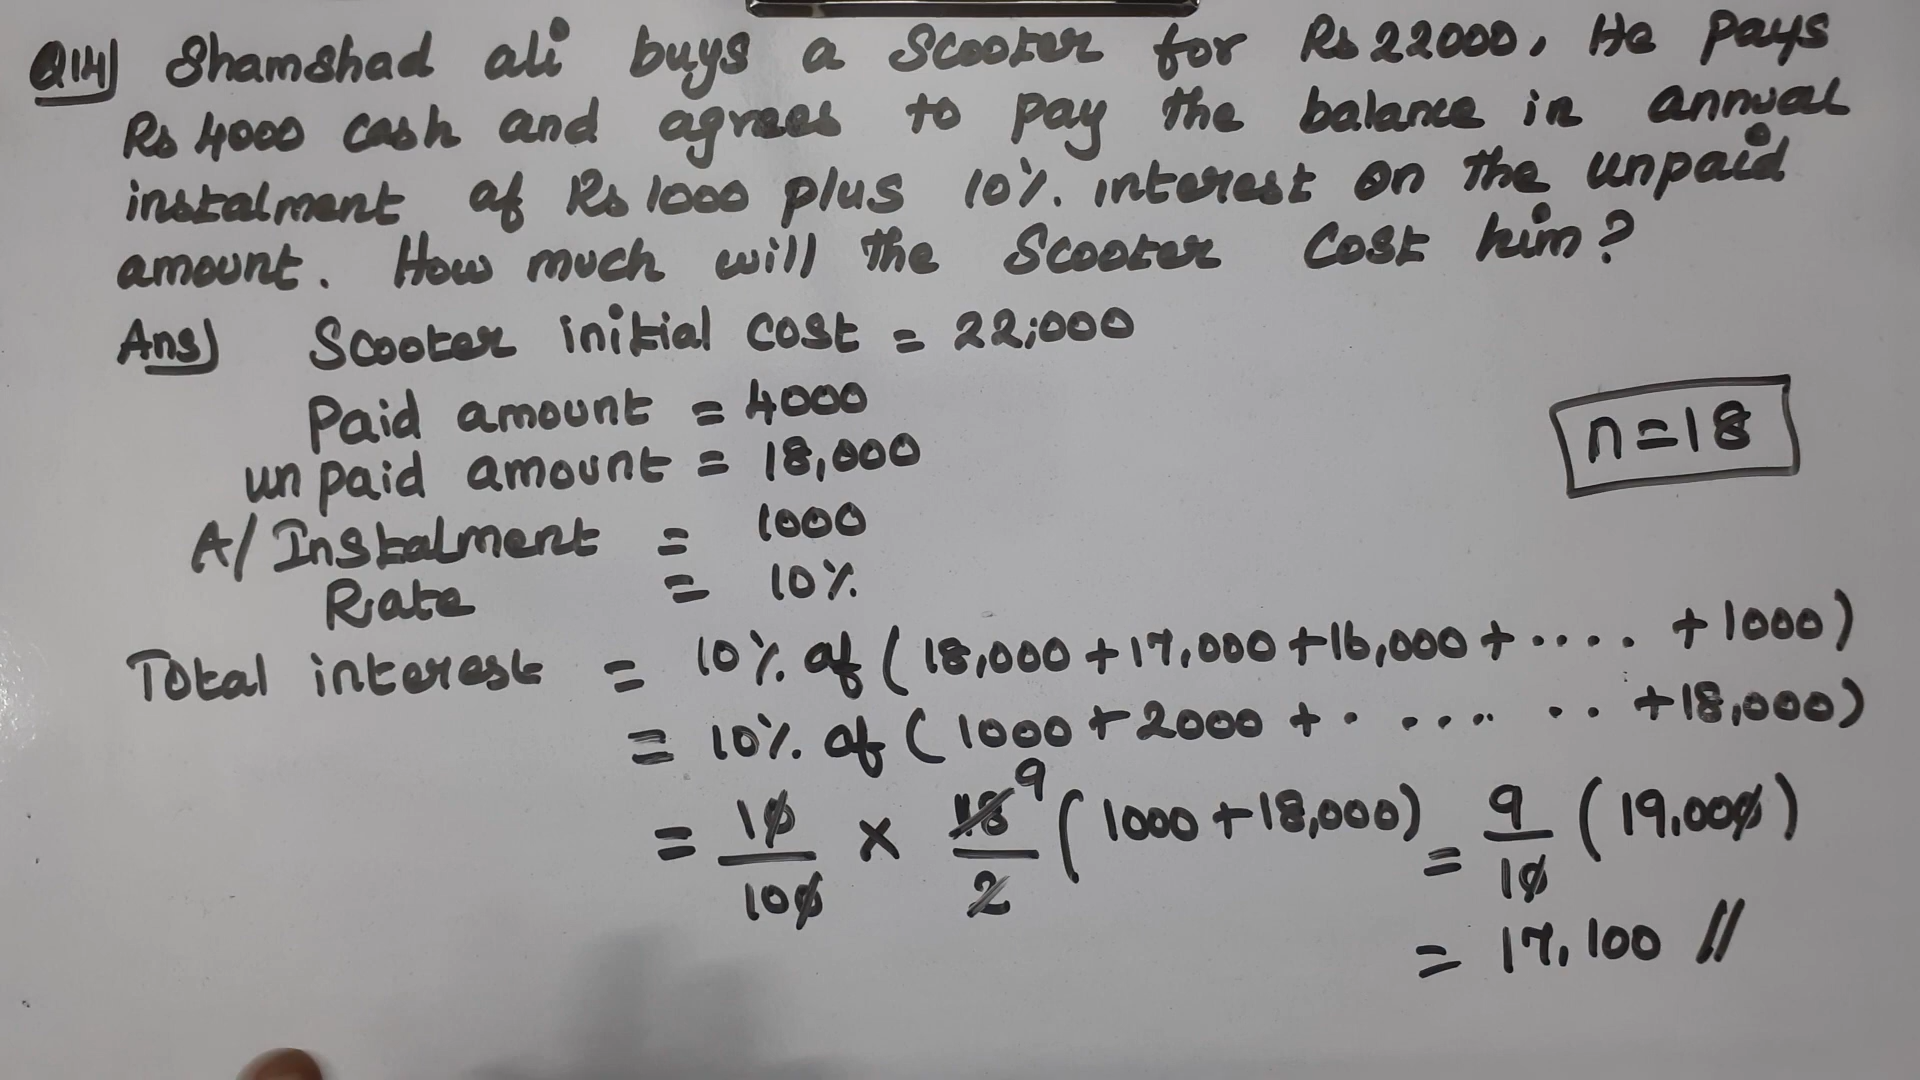 Q14) Shamshad ali buys a Scooter for Rs 22000, He pays
Rs 4000 cash and agrees to pay the balance in annual
instalment of Rs 1000 plus 10% interest on the unpaid
amount. How much will the Scooter Cost him?
Ans) Scooter initial cost = 22,000
Paid amount = 4000
unpaid amount = 18,000
n=18
A/Instalment = 1000
Rate = 10%
Total interest = 10% of (18,000 + 17,000 + 16,000 + .... + 1000)
= 10% of (1000 + 2000 + ....... + 18,000)
= 10/100 × 18/2 9 (1000 + 18,000) = 9/10 (19,000)
= 17,100 //